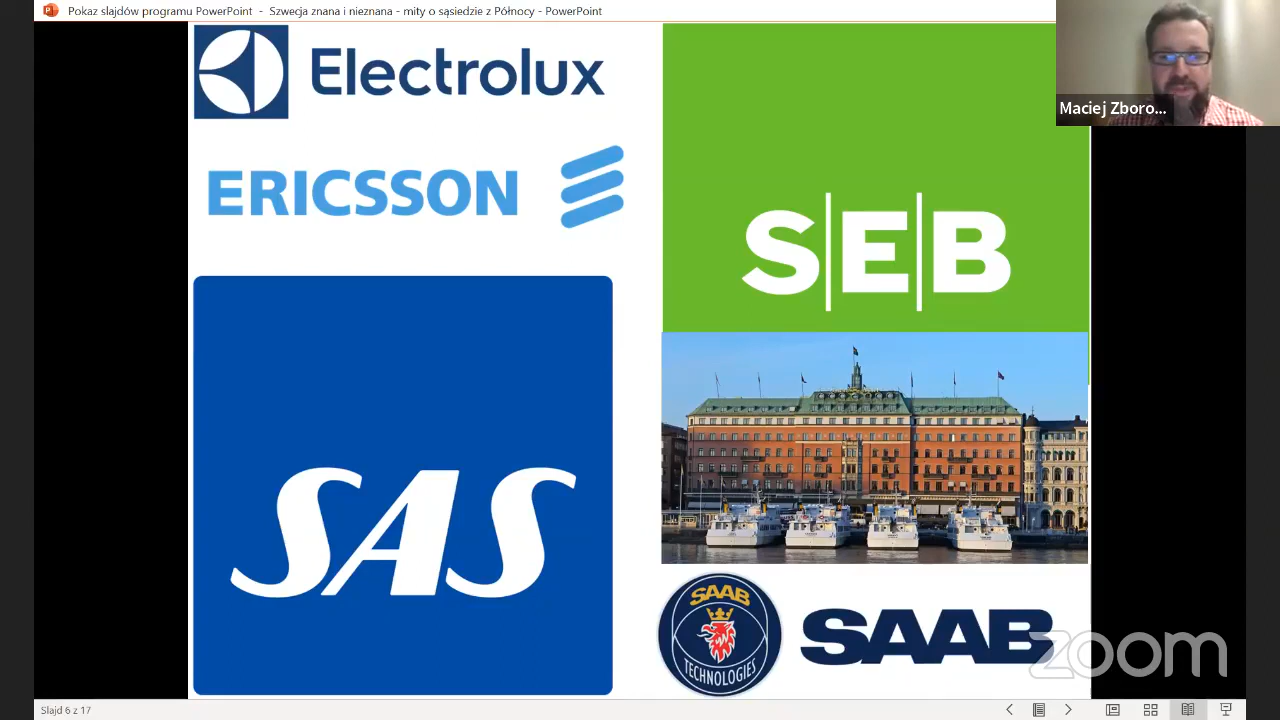 Pokaz slajdów programu PowerPoint - Szwecja znana i nieznana - mity o sąsiedzie z Północy - PowerPoint
Maciej Zboro...
Electrolux
ERICSSON
S|E|B
SAS
SAAB
TECHNOLOGIES
SAAB
zoom
Slajd 6 z 17